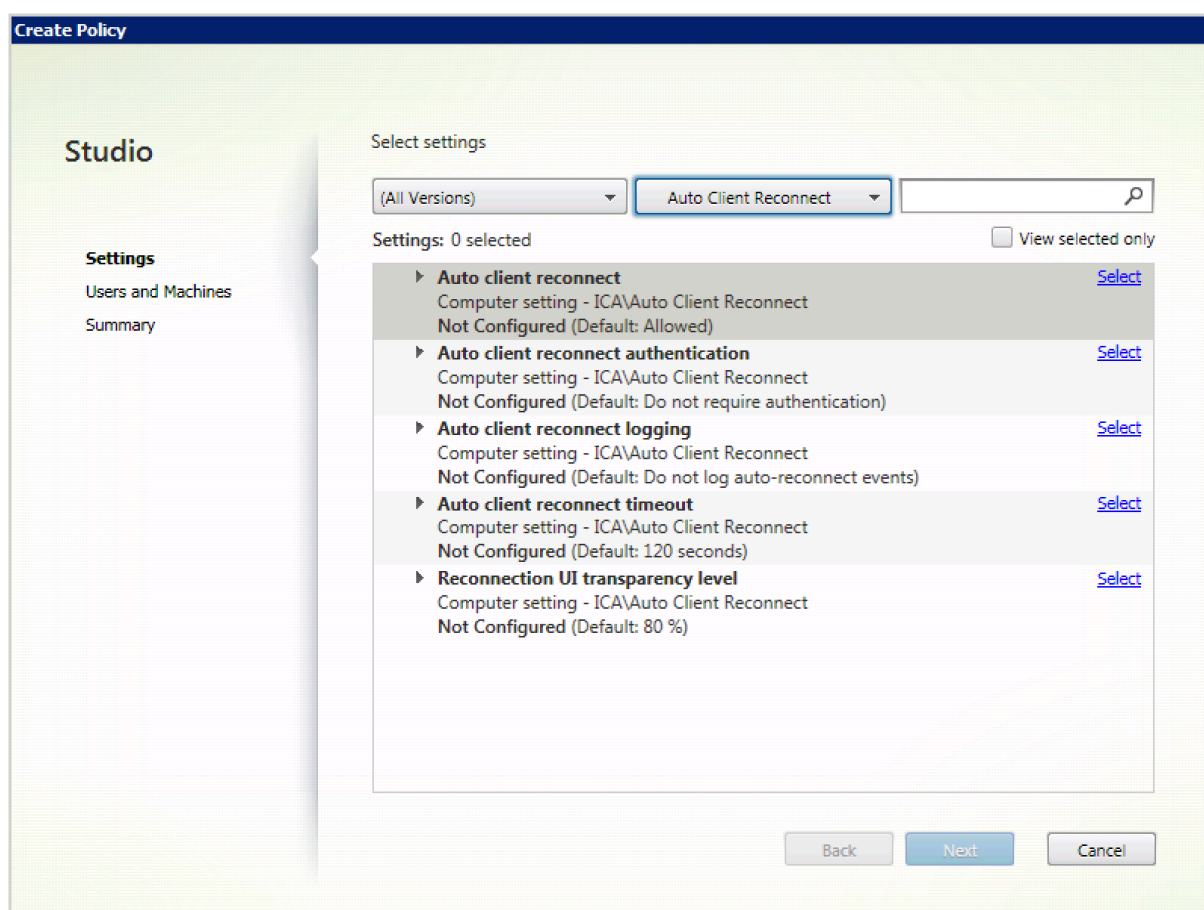 Create Policy
Studio
Select settings
(All Versions)
Auto Client Reconnect
Settings: 0 selected
View selected only
Settings
Users and Machines
Summary
Auto client reconnect
Select
Computer setting - ICA\Auto Client Reconnect
Not Configured (Default: Allowed)
Auto client reconnect authentication
Select
Computer setting - ICA\Auto Client Reconnect
Not Configured (Default: Do not require authentication)
Auto client reconnect logging
Select
Computer setting - ICA\Auto Client Reconnect
Not Configured (Default: Do not log auto-reconnect events)
Auto client reconnect timeout
Select
Computer setting - ICA\Auto Client Reconnect
Not Configured (Default: 120 seconds)
Reconnection UI transparency level
Select
Computer setting - ICA\Auto Client Reconnect
Not Configured (Default: 80 %)
Back
Next
Cancel